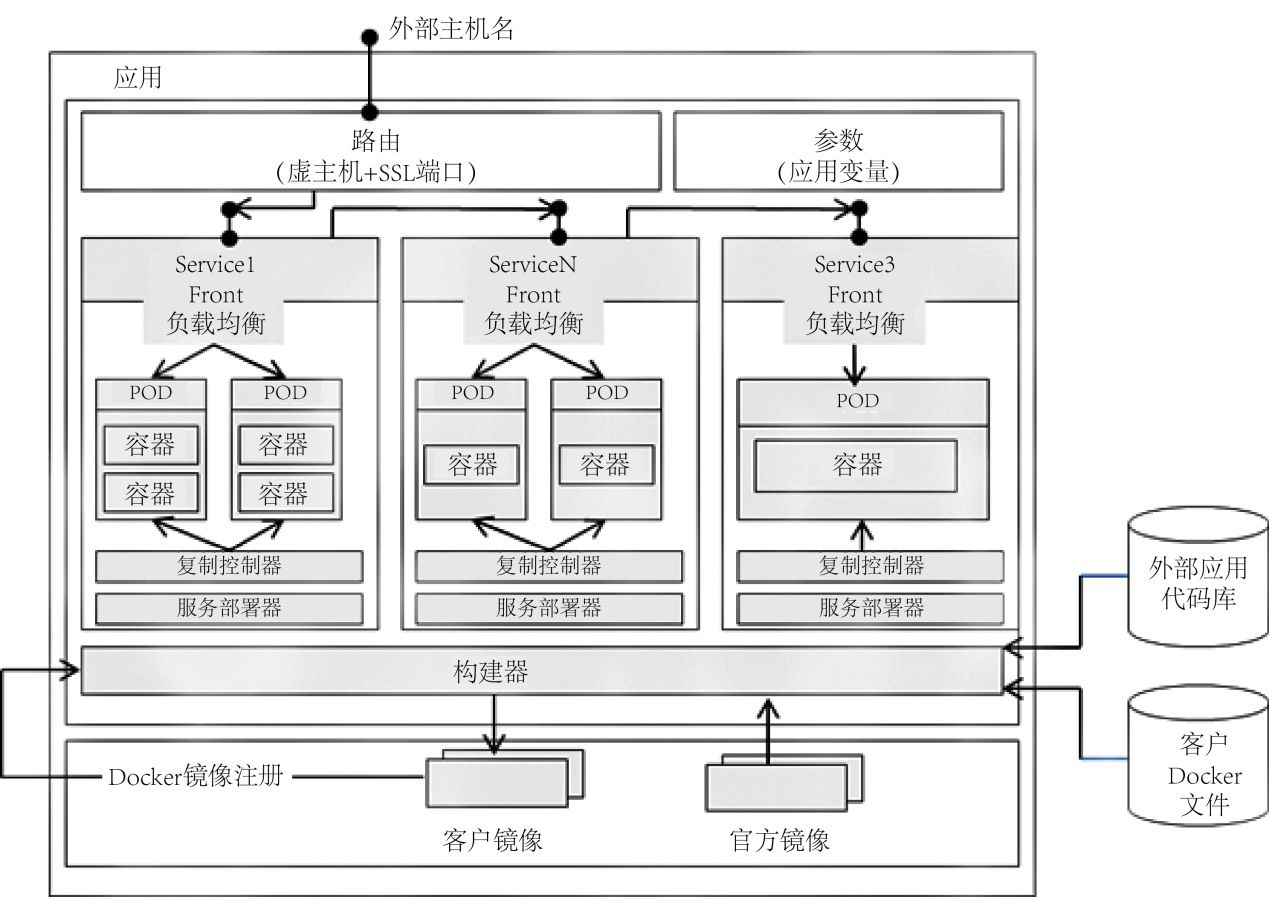 外部主机名
应用
路由
(虚主机+SSL端口)
参数
(应用变量)
Service1
Front
负载均衡
ServiceN
Front
负载均衡
Service3
Front
负载均衡
POD
容器
容器
POD
容器
容器
POD
容器
POD
容器
POD
容器
复制控制器
服务部署器
复制控制器
服务部署器
复制控制器
服务部署器
外部应用
代码库
构建器
客户
Docker
文件
Docker镜像注册
客户镜像
官方镜像